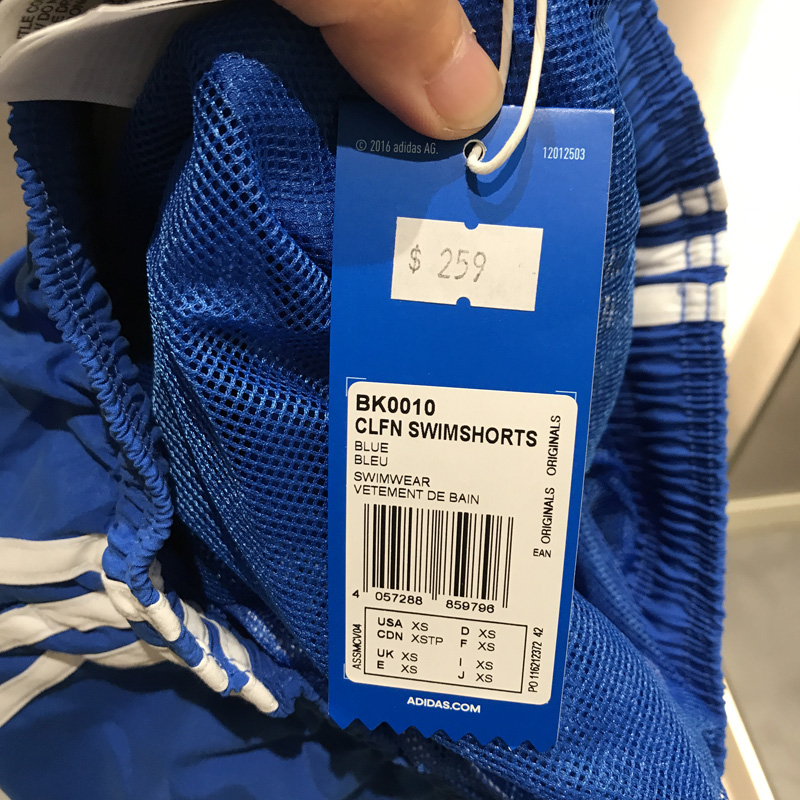 © 2016 adidas AG.
12012503
$ 259
BK0010
CLFN SWIMSHORTS
BLUE
BLEU
SWIMWEAR
VETEMENT DE BAIN
ORIGINALS
ORIGINALS
EAN
4 057288 859796
ASSMCV04
USA XS D XS
CDN XSTP F XS
UK XS I XS
E XS J XS
PO 116212372 42
ADIDAS.COM